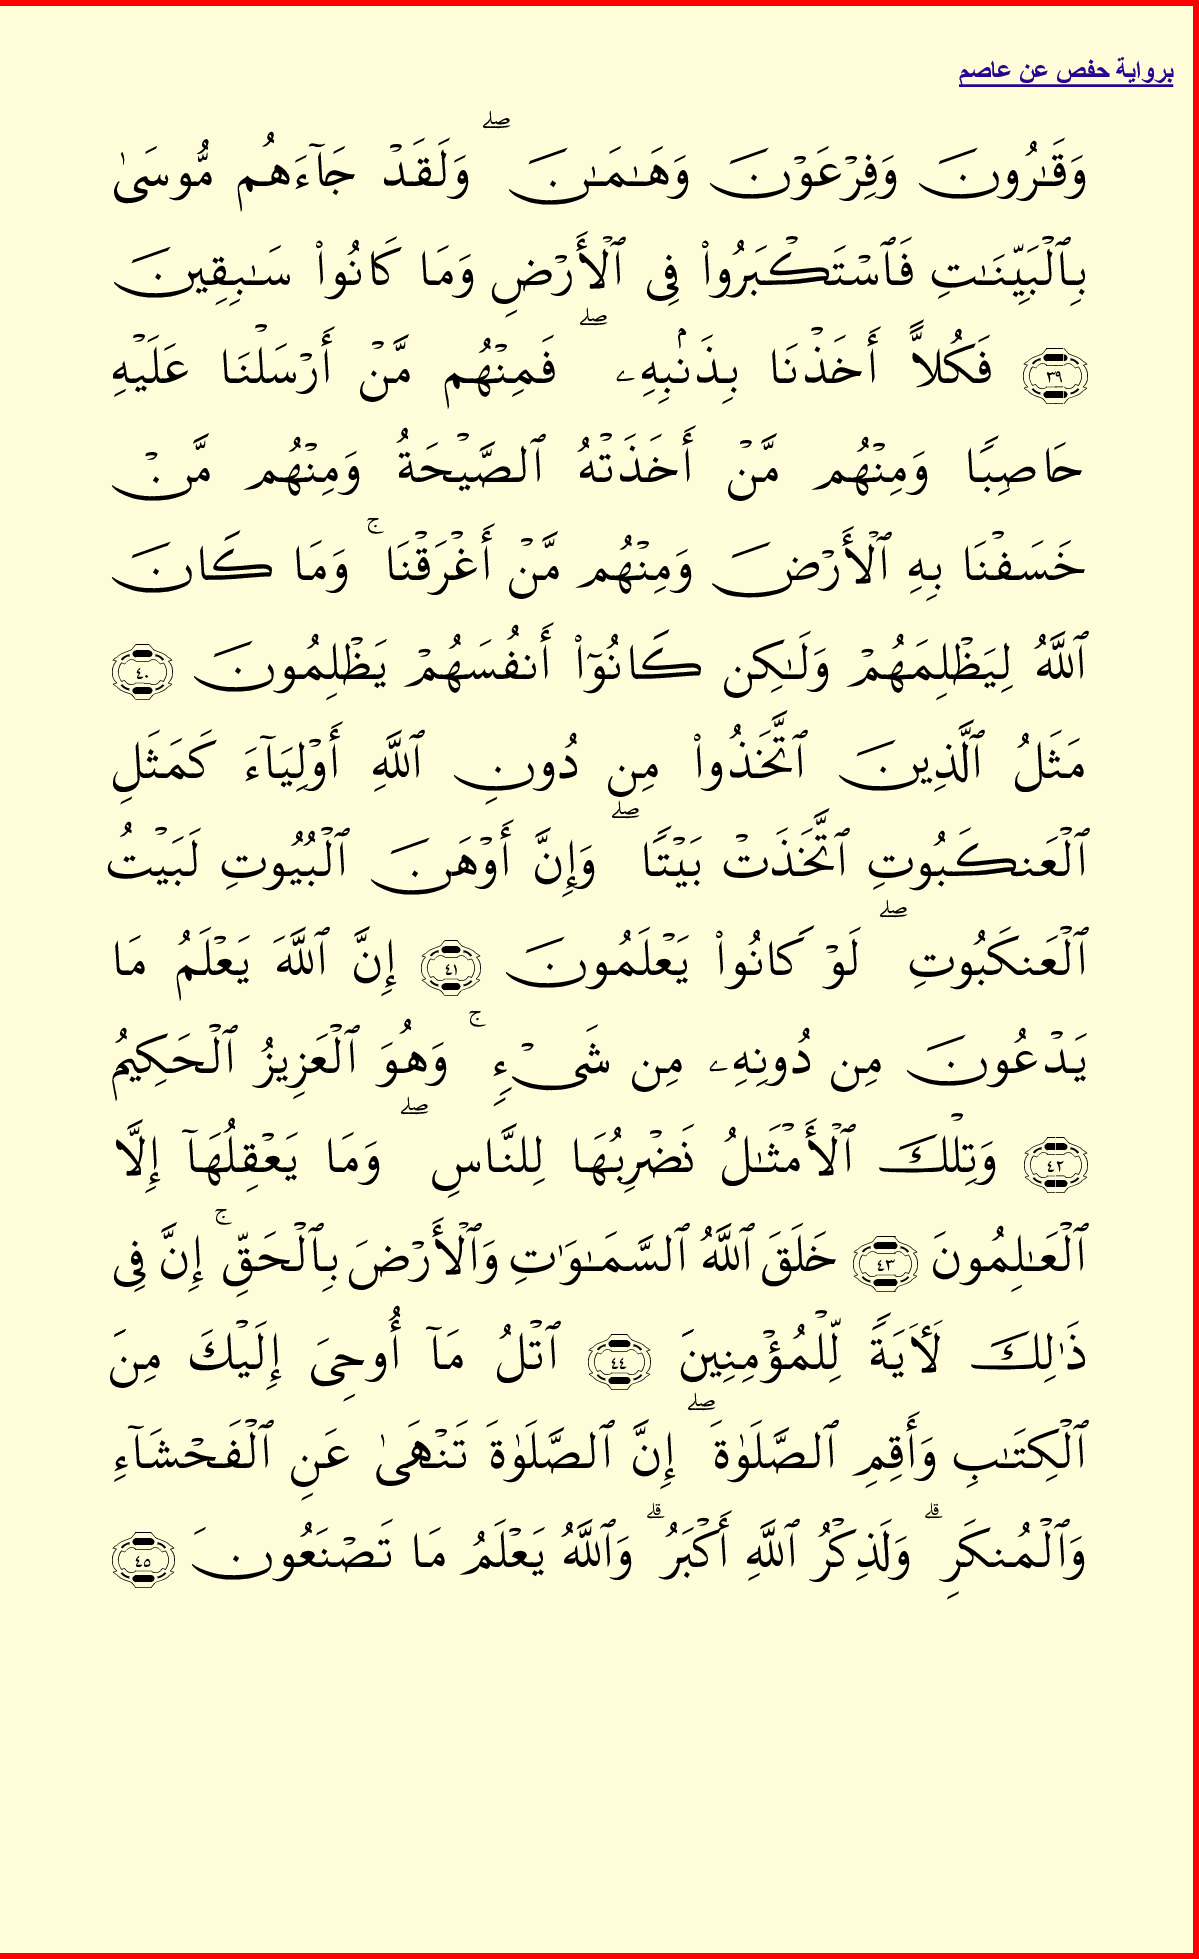 برواية حفص عن عاصم
وَقَـٰرُونَ وَفِرْعَوْنَ وَهَـٰمَـٰنَ ۖ وَلَقَدْ جَآءَهُم مُّوسَىٰ
بِٱلْبَيِّنَـٰتِ فَٱسْتَكْبَرُوا۟ فِى ٱلْأَرْضِ وَمَا كَانُوا۟ سَـٰبِقِينَ
﴿٣٩﴾ فَكُلاًّ أَخَذْنَا بِذَنۢبِهِۦ ۖ فَمِنْهُم مَّنْ أَرْسَلْنَا عَلَيْهِ
حَاصِبًا وَمِنْهُم مَّنْ أَخَذَتْهُ ٱلصَّيْحَةُ وَمِنْهُم مَّنْ
خَسَفْنَا بِهِ ٱلْأَرْضَ وَمِنْهُم مَّنْ أَغْرَقْنَا ۚ وَمَا كَانَ
ٱللَّهُ لِيَظْلِمَهُمْ وَلَـٰكِن كَانُوٓا۟ أَنفُسَهُمْ يَظْلِمُونَ ﴿٤٠﴾
مَثَلُ ٱلَّذِينَ ٱتَّخَذُوا۟ مِن دُونِ ٱللَّهِ أَوْلِيَآءَ كَمَثَلِ
ٱلْعَنكَبُوتِ ٱتَّخَذَتْ بَيْتًا ۖ وَإِنَّ أَوْهَنَ ٱلْبُيُوتِ لَبَيْتُ
ٱلْعَنكَبُوتِ ۖ لَوْ كَانُوا۟ يَعْلَمُونَ ﴿٤١﴾ إِنَّ ٱللَّهَ يَعْلَمُ مَا
يَدْعُونَ مِن دُونِهِۦ مِن شَىْءٍ ۚ وَهُوَ ٱلْعَزِيزُ ٱلْحَكِيمُ
﴿٤٢﴾ وَتِلْكَ ٱلْأَمْثَـٰلُ نَضْرِبُهَا لِلنَّاسِ ۖ وَمَا يَعْقِلُهَآ إِلَّا
ٱلْعَـٰلِمُونَ ﴿٤٣﴾ خَلَقَ ٱللَّهُ ٱلسَّمَـٰوَٰتِ وَٱلْأَرْضَ بِٱلْحَقِّ ۚ إِنَّ فِى
ذَٰلِكَ لَـَٔايَةً لِّلْمُؤْمِنِينَ ﴿٤٤﴾ ٱتْلُ مَآ أُوحِىَ إِلَيْكَ مِنَ
ٱلْكِتَـٰبِ وَأَقِمِ ٱلصَّلَوٰةَ ۖ إِنَّ ٱلصَّلَوٰةَ تَنْهَىٰ عَنِ ٱلْفَحْشَآءِ
وَٱلْمُنكَرِ ۗ وَلَذِكْرُ ٱللَّهِ أَكْبَرُ ۗ وَٱللَّهُ يَعْلَمُ مَا تَصْنَعُونَ ﴿٤٥﴾